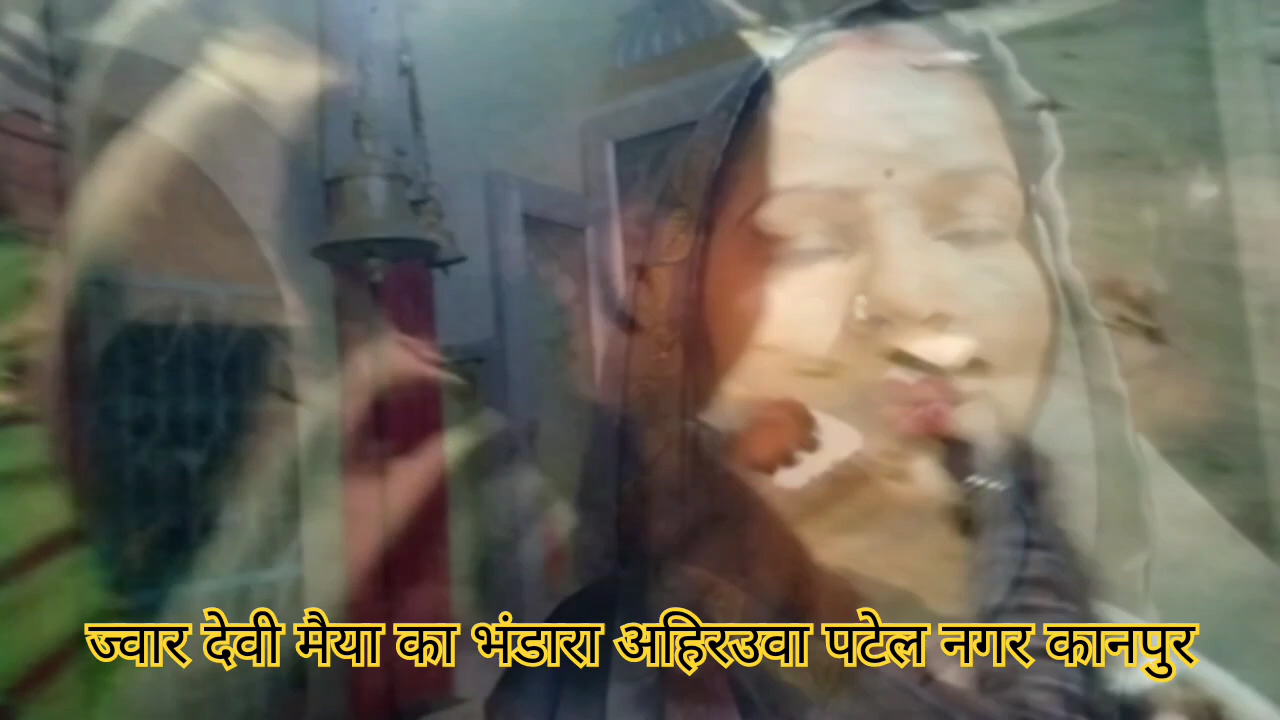 ज्वार देवी मैया का भंडारा अहिरउवा पटेल नगर कानपुर